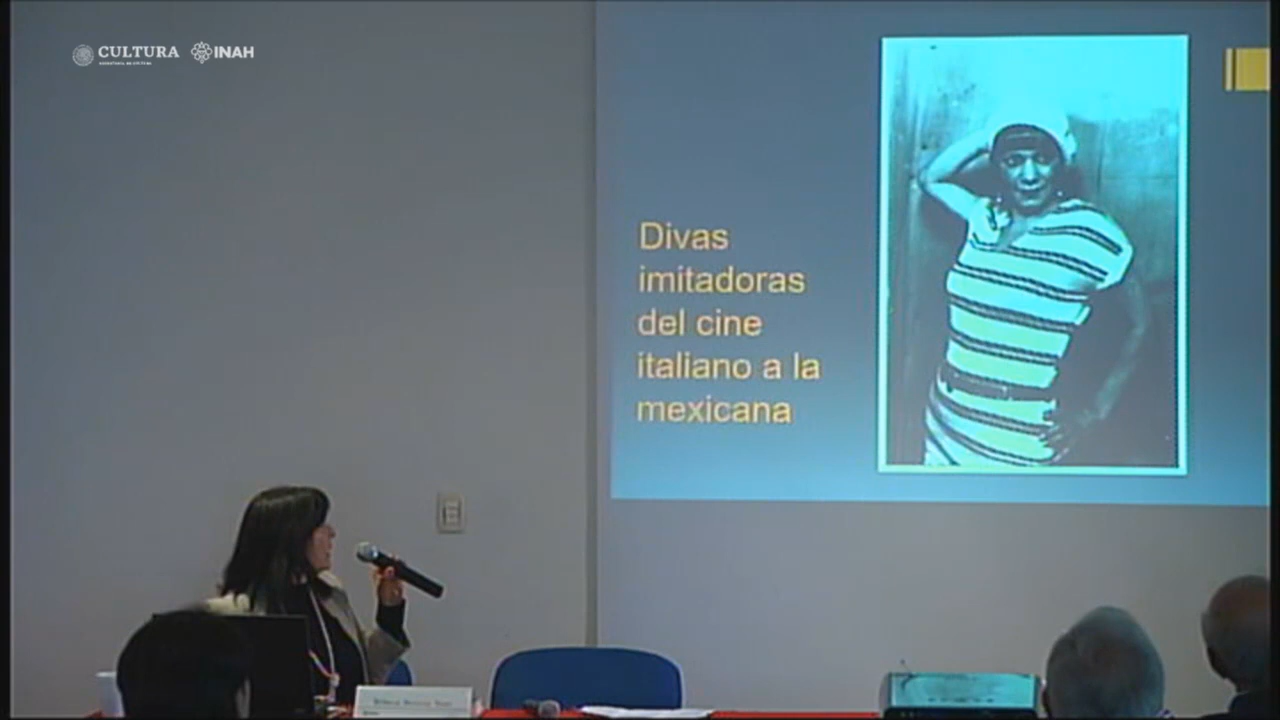 CULTURA
INAH
Divas
imitadoras
del cine
italiano a la
mexicana